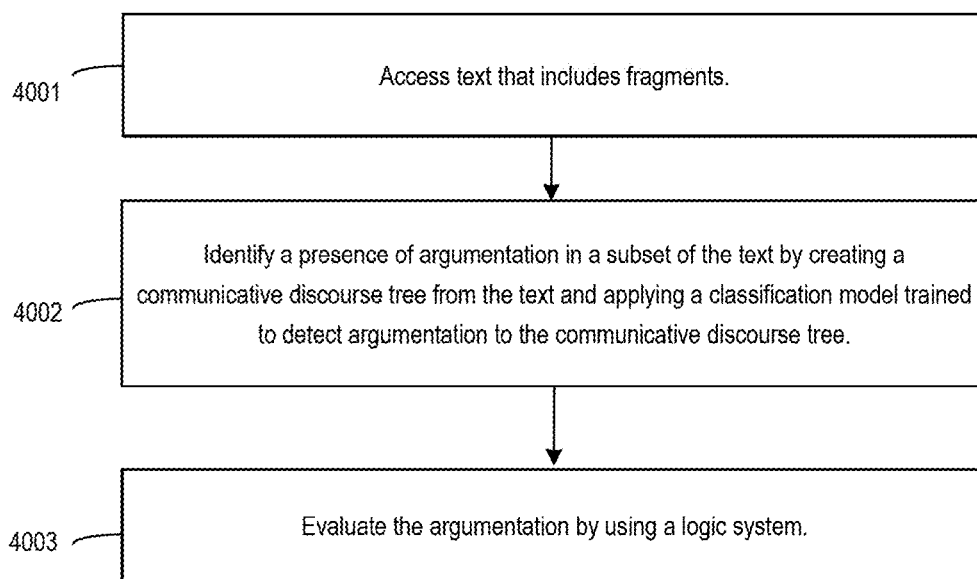 4001
Access text that includes fragments.
4002
Identify a presence of argumentation in a subset of the text by creating a
communicative discourse tree from the text and applying a classification model trained
to detect argumentation to the communicative discourse tree.
4003
Evaluate the argumentation by using a logic system.